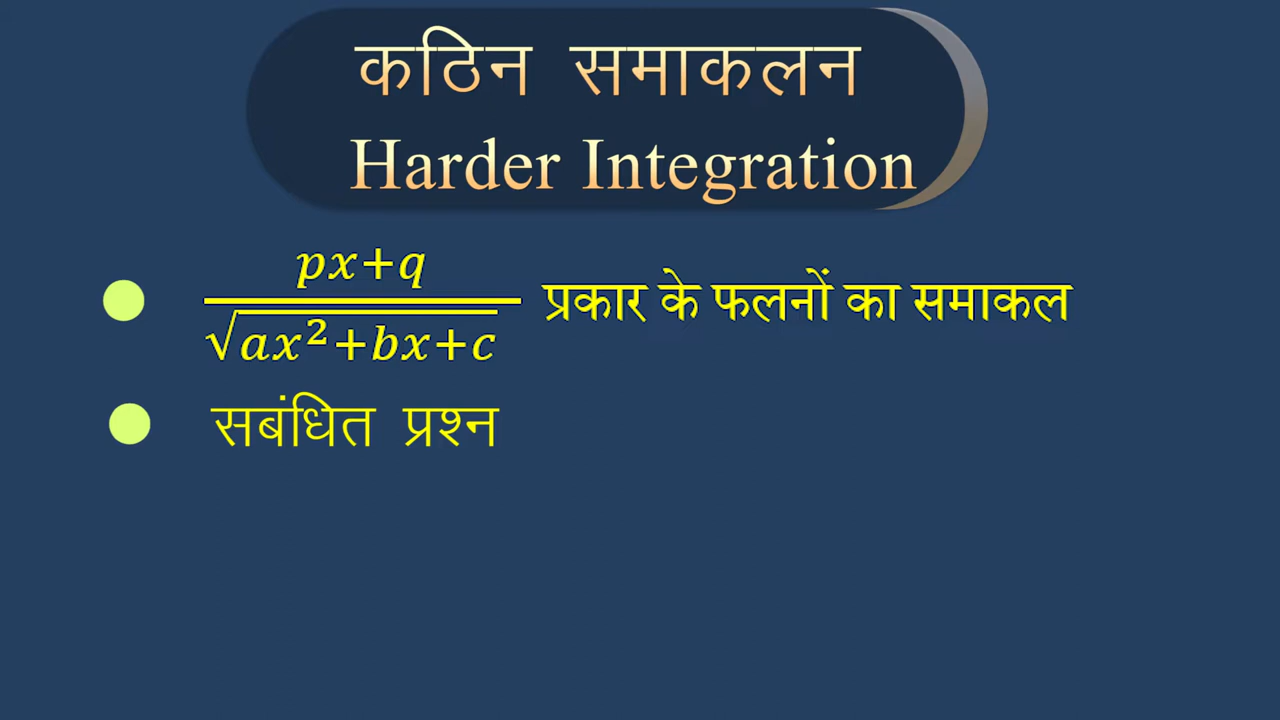 कठिन समाकलन
Harder Integration
px+q
√ax²+bx+c प्रकार के फलनों का समाकल
सबंधित प्रश्न